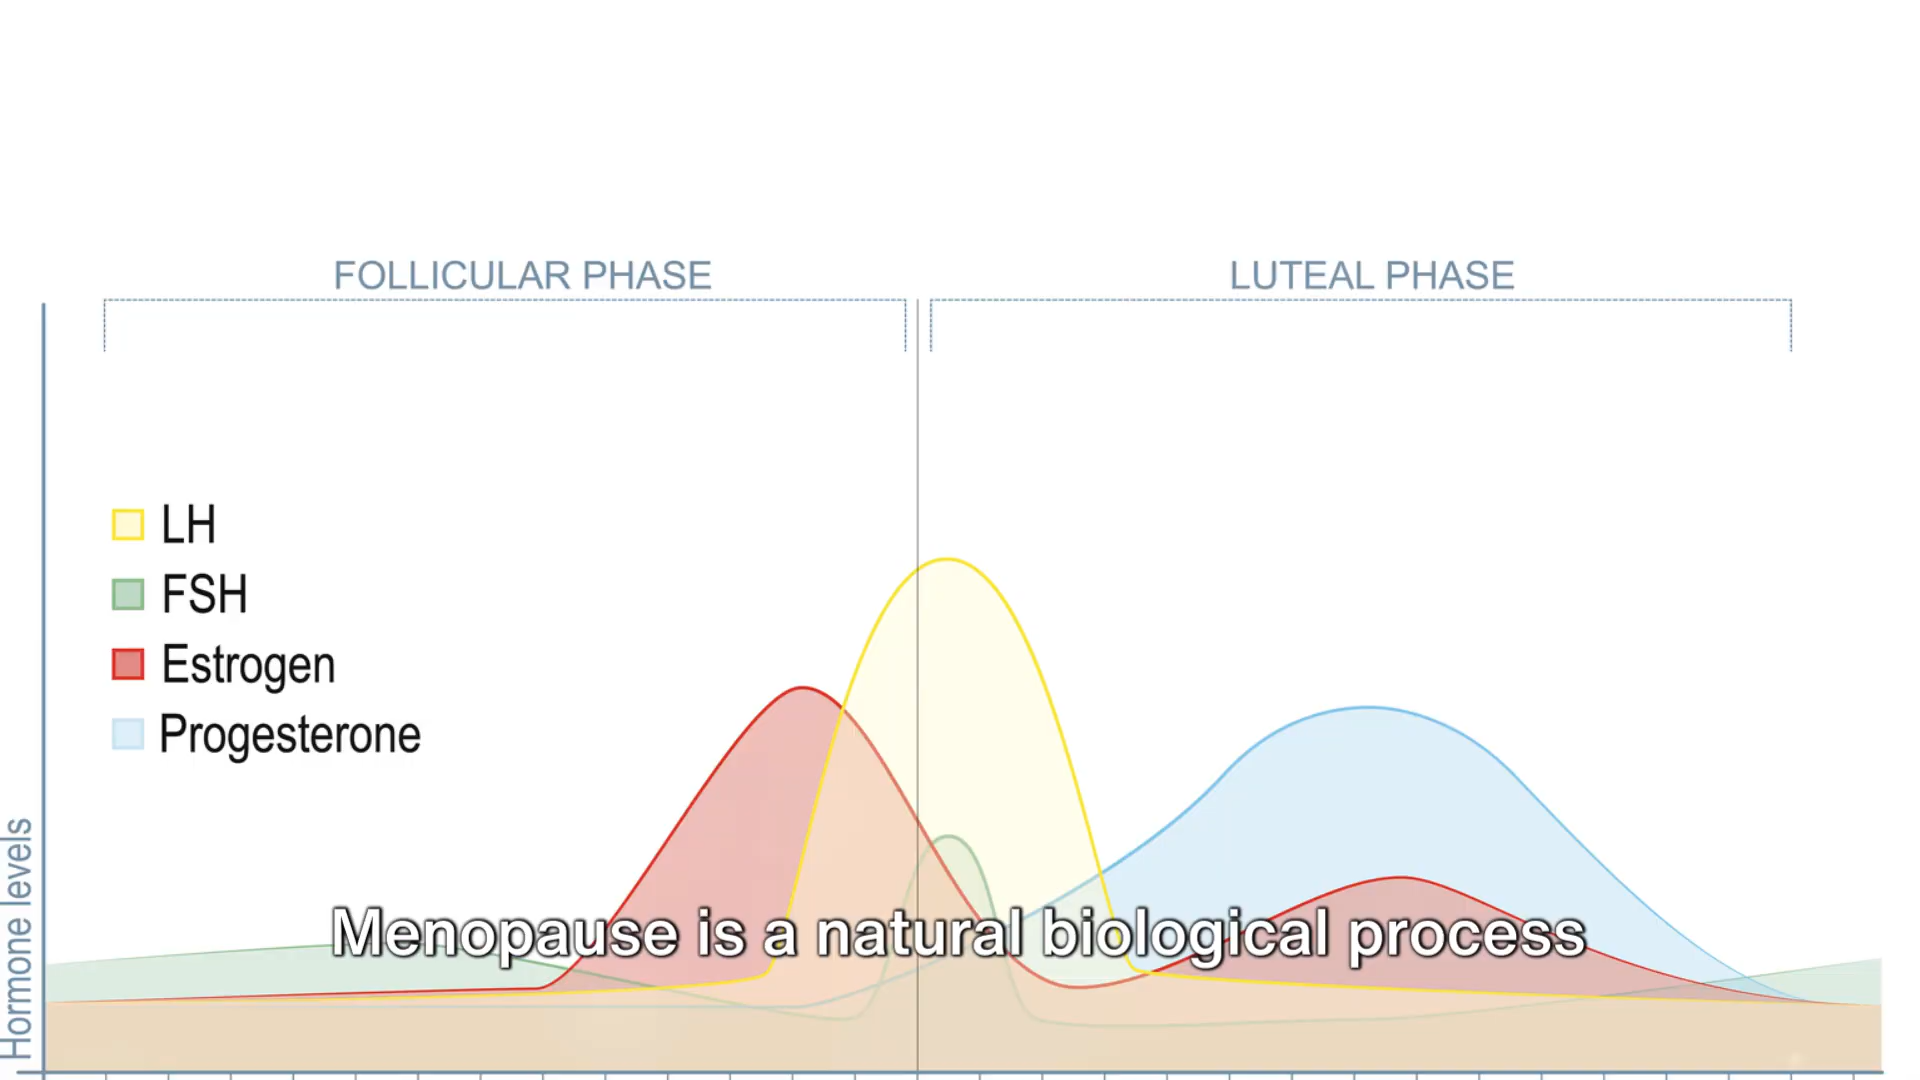 FOLLICULAR PHASE
LUTEAL PHASE
LH
FSH
Estrogen
Progesterone
Hormone levels
Menopause is a natural biological process